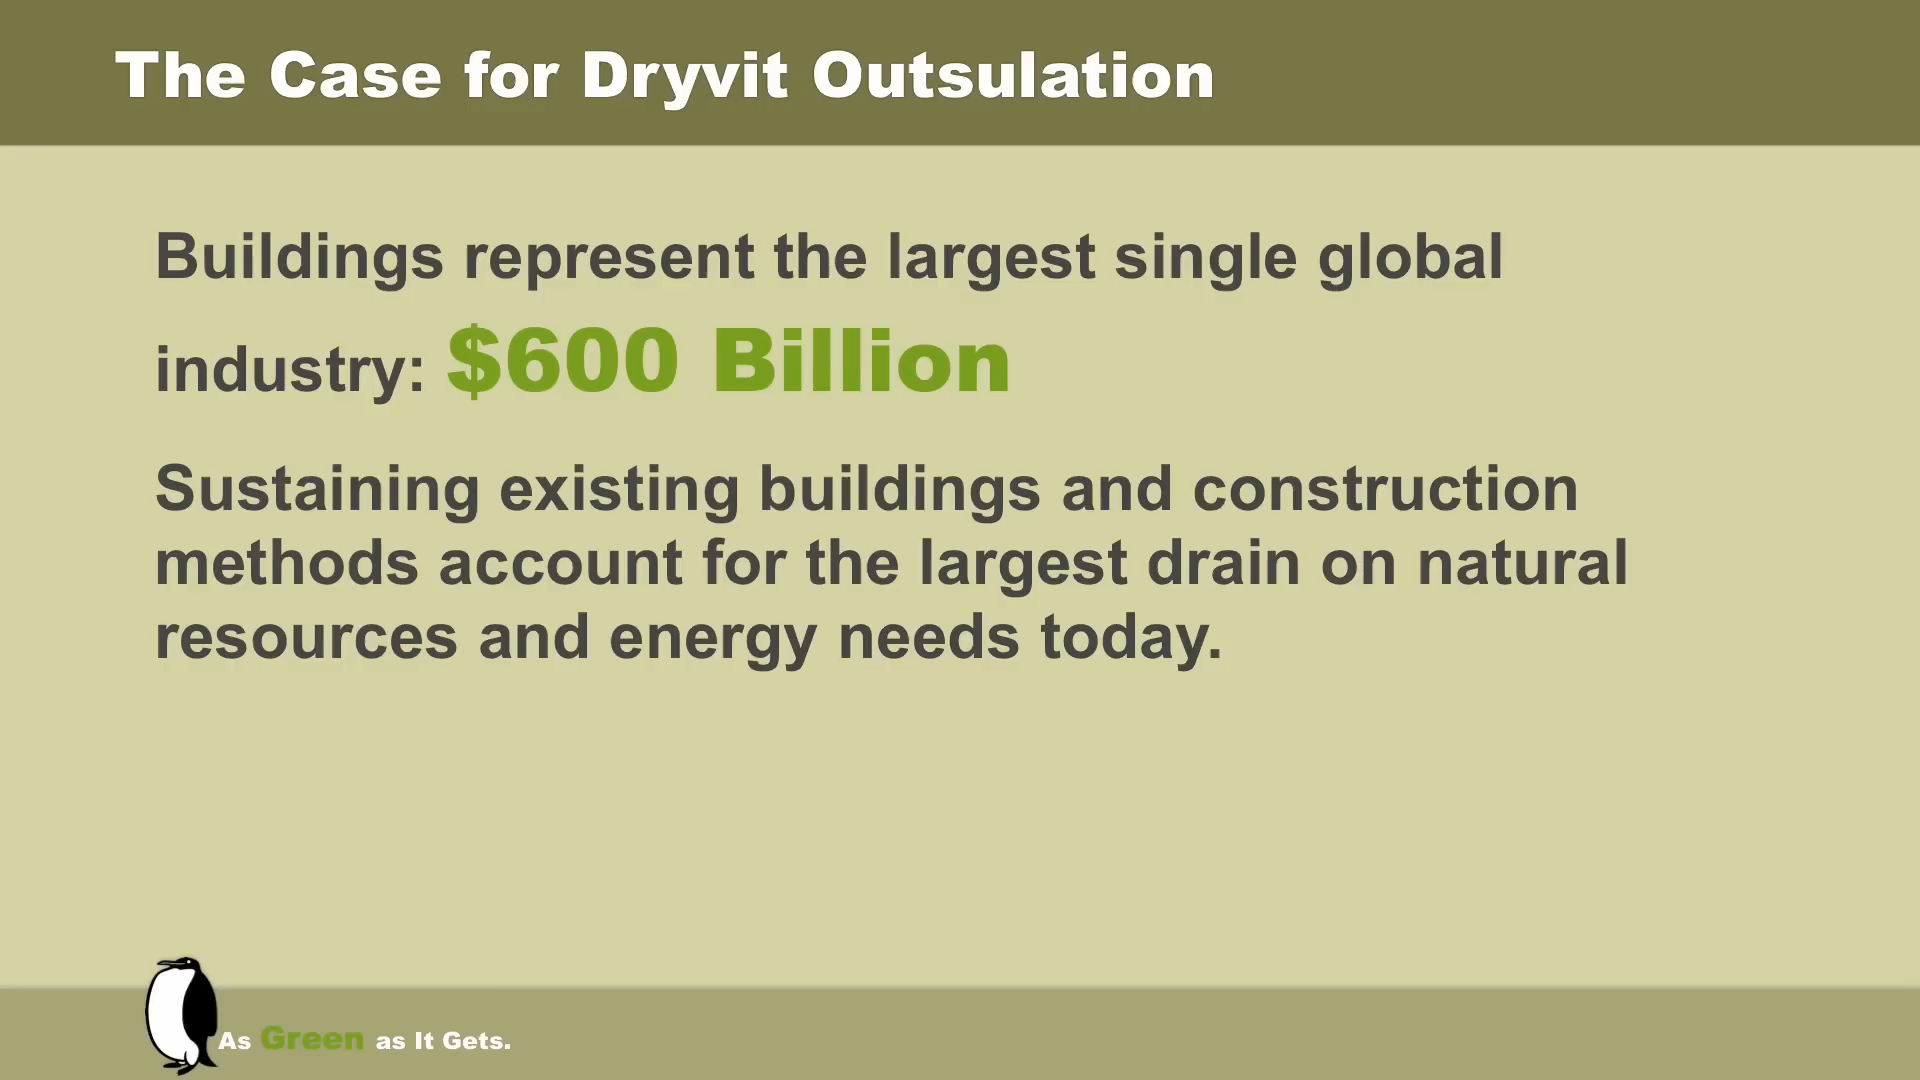 The Case for Dryvit Outsulation
Buildings represent the largest single global
industry: $600 Billion
Sustaining existing buildings and construction
methods account for the largest drain on natural
resources and energy needs today.
As Green as It Gets.